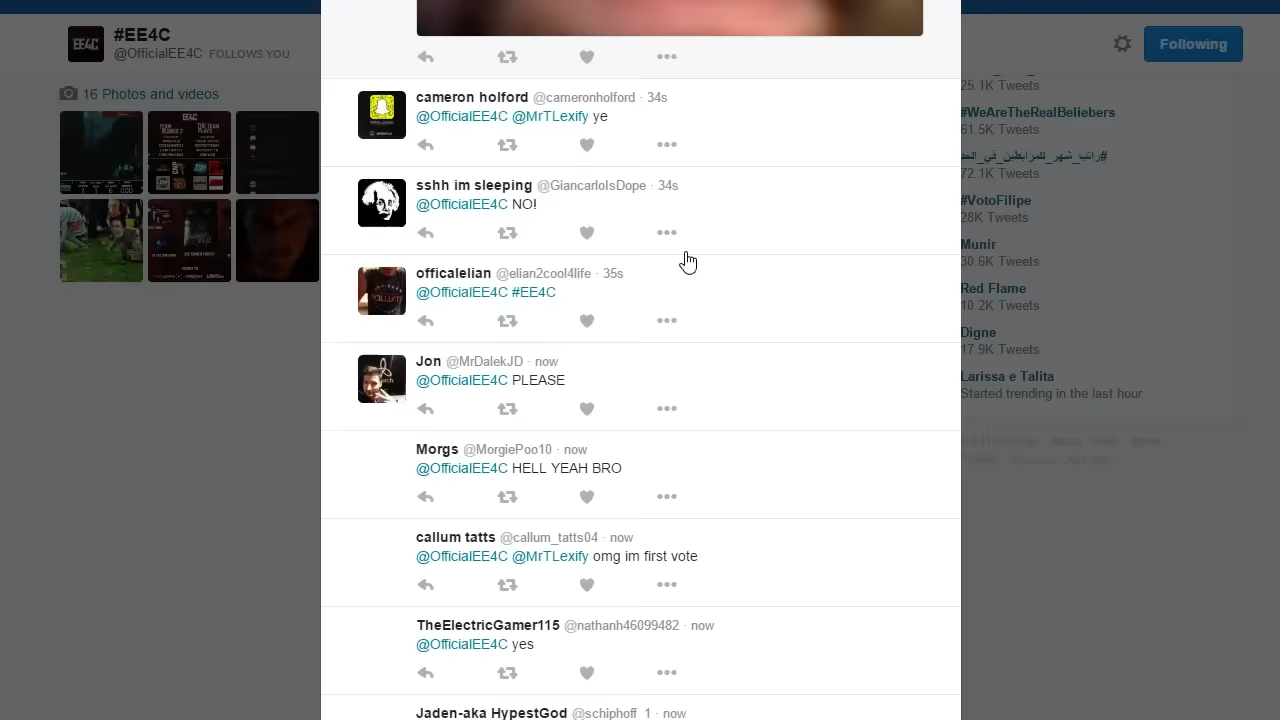 #EE4C
@OfficialEE4C FOLLOWS YOU
16 Photos and videos
Following
cameron holford @cameronholford · 34s
@OfficialEE4C @MrTLexify ye
sshh im sleeping @GiancarloIsDope · 34s
@OfficialEE4C NO!
officalelian @elian2cool4life · 35s
@OfficialEE4C #EE4C
Jon @MrDalekJD · now
@OfficialEE4C PLEASE
Morgs @MorgiePoo10 · now
@OfficialEE4C HELL YEAH BRO
callum tatts @callum_tatts04 · now
@OfficialEE4C @MrTLexify omg im first vote
TheElectricGamer115 @nathanh46099482 · now
@OfficialEE4C yes
Jaden-aka HypestGod @schiphoff_1 · now
25.1K Tweets
#WeAreTheRealBeliebers
61.5K Tweets
#راتب_شهر_للمرابطين_في_الحد
72.1K Tweets
#VotoFilipe
28K Tweets
Munir
30.6K Tweets
Red Flame
10.2K Tweets
Digne
17.9K Tweets
Larissa e Talita
Started trending in the last hour